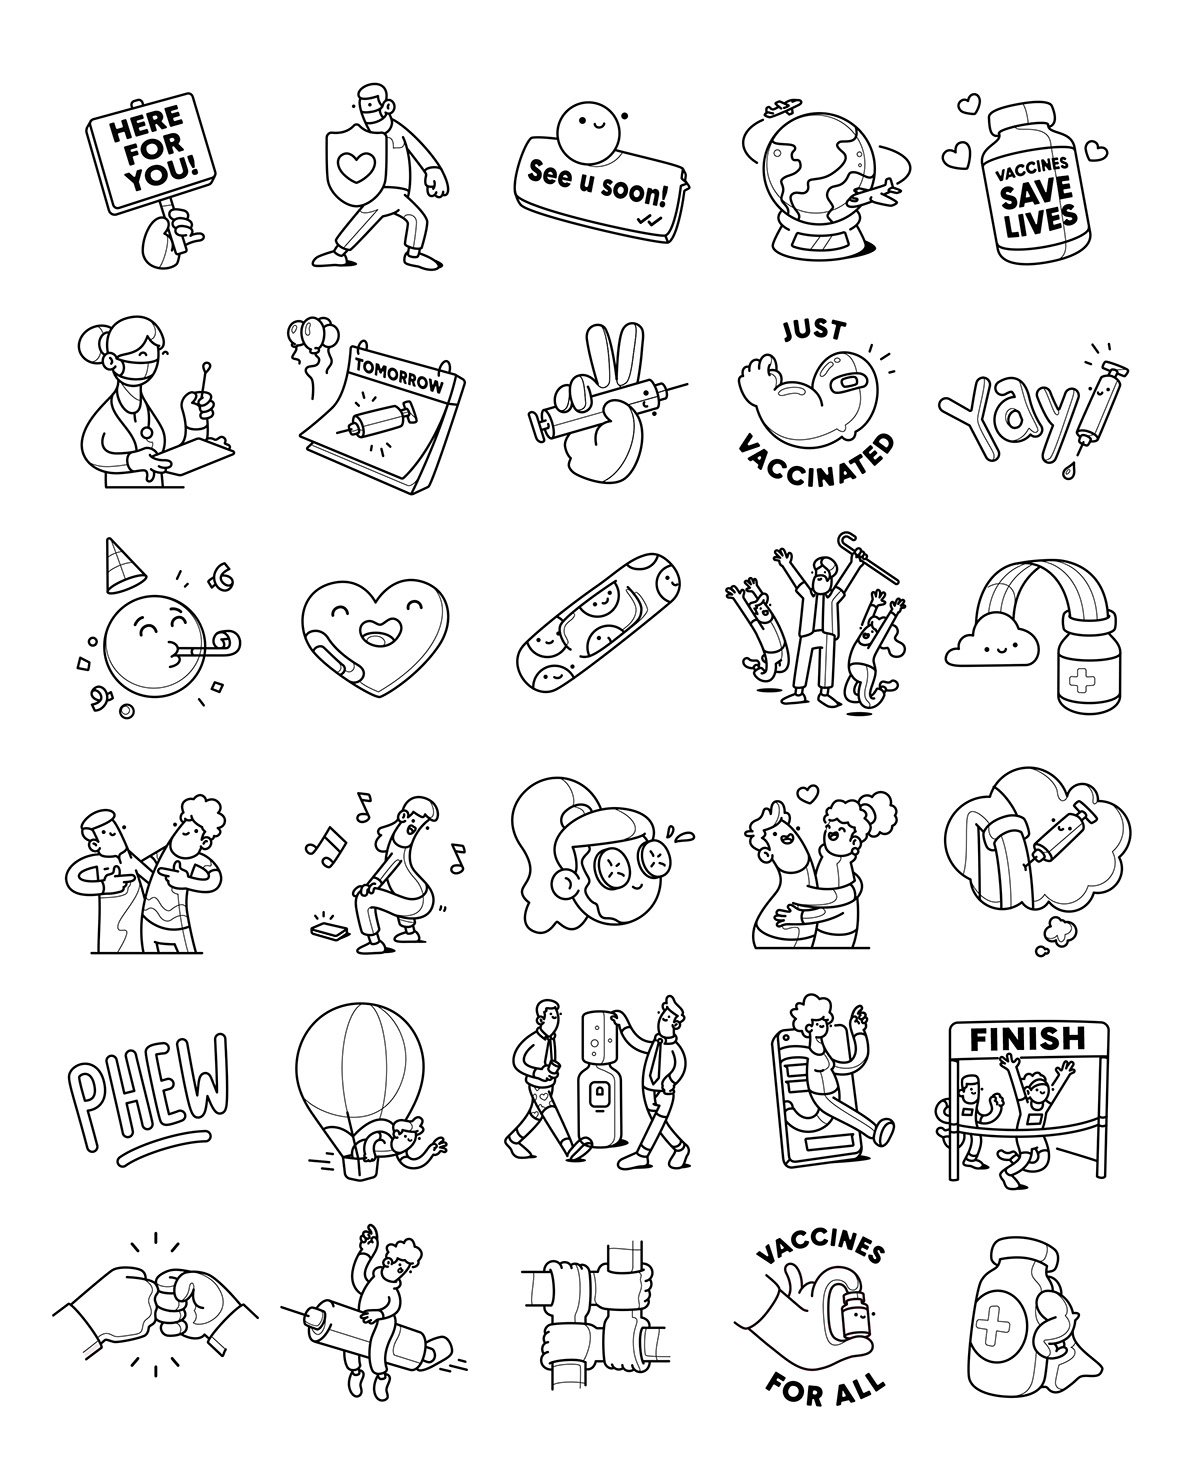 HERE
FOR
YOU!
See u soon!
VACCINES
SAVE
LIVES
TOMORROW
JUST
VACCINATED
Yay
PHEW
FINISH
VACCINES
FOR ALL